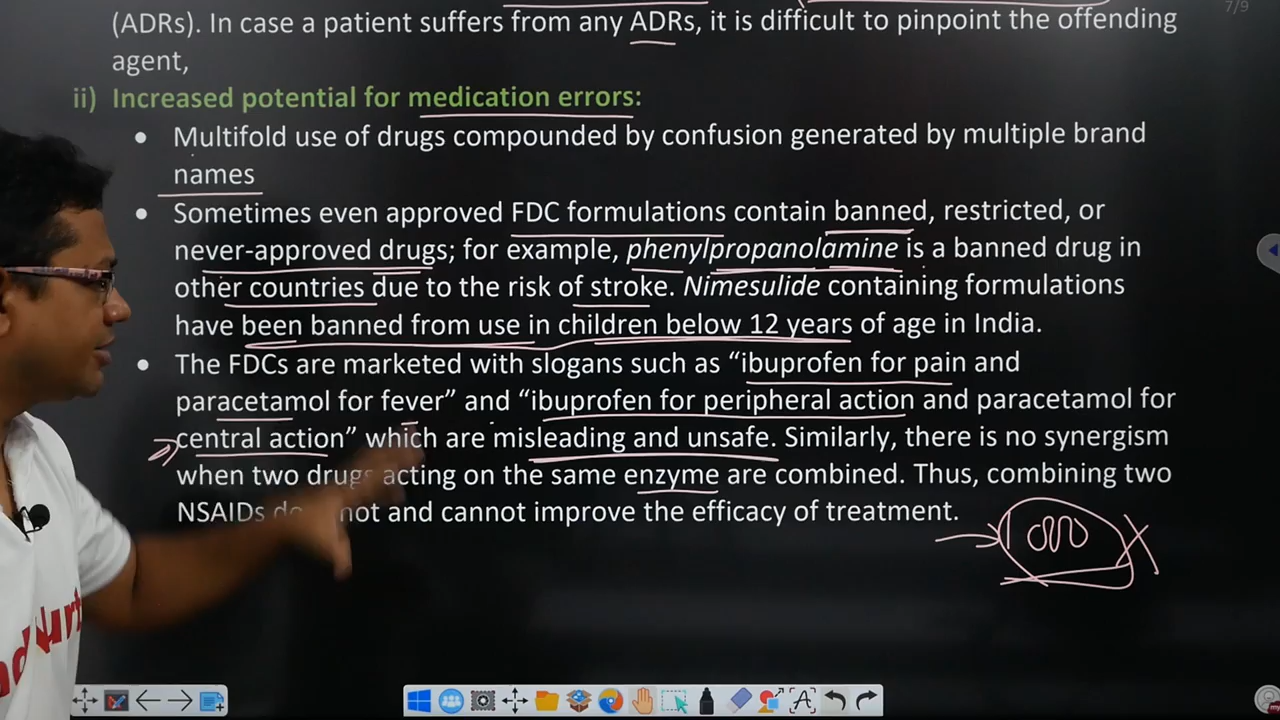 7/9
(ADRs). In case a patient suffers from any ADRs, it is difficult to pinpoint the offending
agent,
ii) Increased potential for medication errors:
• Multifold use of drugs compounded by confusion generated by multiple brand
names
• Sometimes even approved FDC formulations contain banned, restricted, or
never-approved drugs; for example, phenylpropanolamine is a banned drug in
other countries due to the risk of stroke. Nimesulide containing formulations
have been banned from use in children below 12 years of age in India.
• The FDCs are marketed with slogans such as “ibuprofen for pain and
paracetamol for fever” and “ibuprofen for peripheral action and paracetamol for
central action” which are misleading and unsafe. Similarly, there is no synergism
when two drugs acting on the same enzyme are combined. Thus, combining two
NSAIDs not and cannot improve the efficacy of treatment.